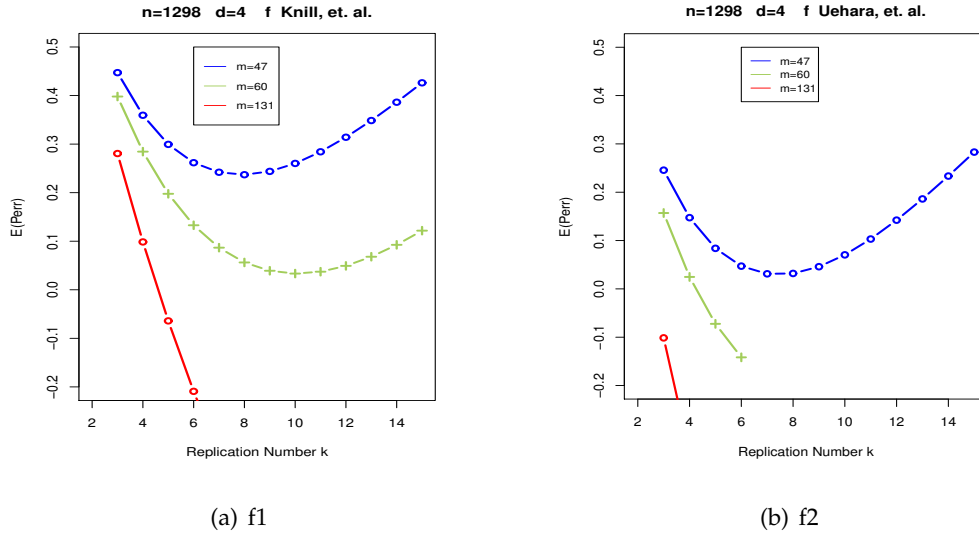 n=1298 d=4 f Knill, et. al.
m=47
m=60
m=131
E(Perr)
0.5
0.4
0.3
0.2
0.1
0.0
−0.1
−0.2
2 4 6 8 10 12 14
Replication Number k
(a) f1
n=1298 d=4 f Uehara, et. al.
m=47
m=60
m=131
E(Perr)
0.5
0.4
0.3
0.2
0.1
0.0
−0.1
−0.2
2 4 6 8 10 12 14
Replication Number k
(b) f2